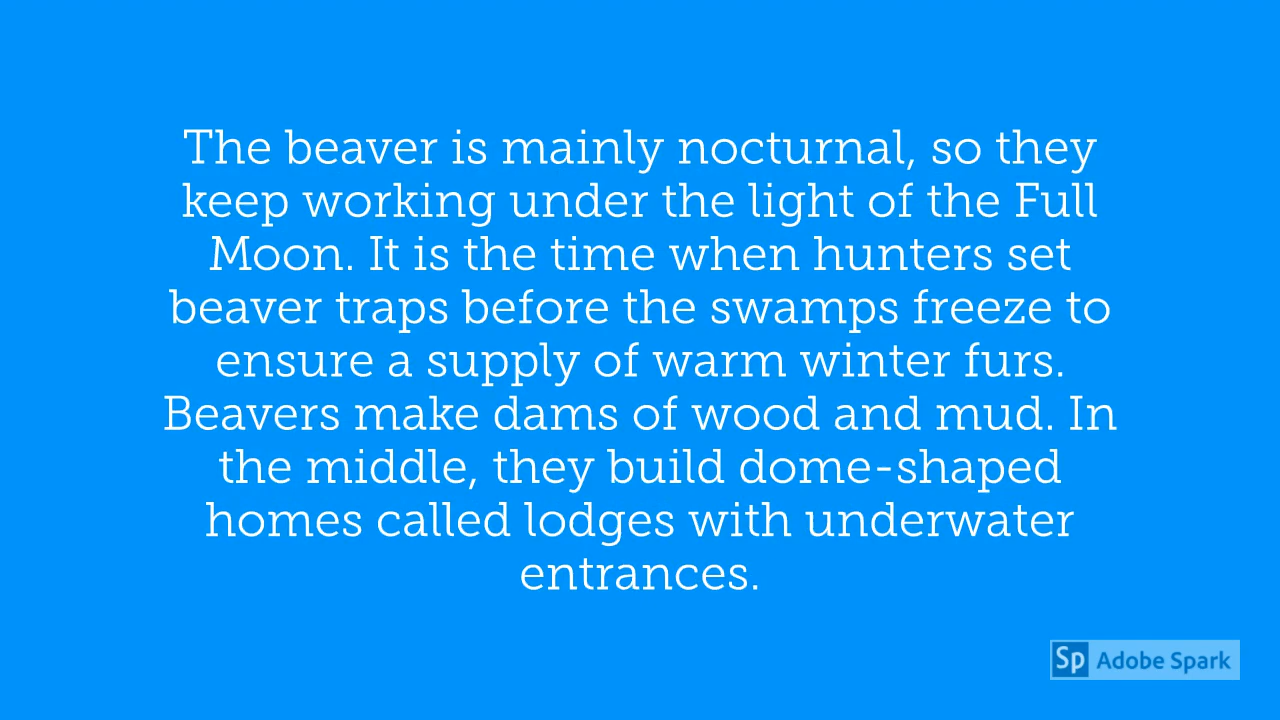 The beaver is mainly nocturnal, so they
keep working under the light of the Full
Moon. It is the time when hunters set
beaver traps before the swamps freeze to
ensure a supply of warm winter furs.
Beavers make dams of wood and mud. In
the middle, they build dome-shaped
homes called lodges with underwater
entrances.
Sp Adobe Spark